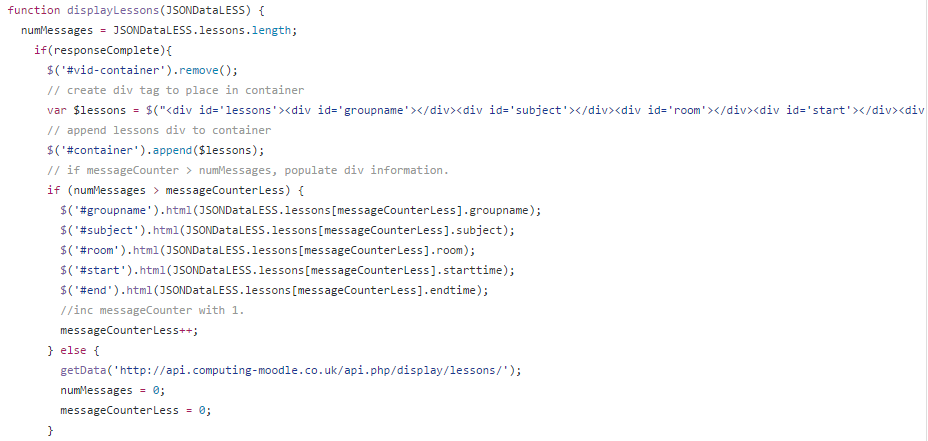 function displayLessons(JSONDataLESS) {
numMessages = JSONDataLESS.lessons.length;
if(responseComplete){
$('#vid-container').remove();
// create div tag to place in container
var $lessons = $("<div id='lessons'><div id='groupname'></div><div id='subject'></div><div id='room'></div><div id='start'></div><div
// append lessons div to container
$('#container').append($lessons);
// if messageCounter > numMessages, populate div information.
if (numMessages > messageCounterLess) {
$('#groupname').html(JSONDataLESS.lessons[messageCounterLess].groupname);
$('#subject').html(JSONDataLESS.lessons[messageCounterLess].subject);
$('#room').html(JSONDataLESS.lessons[messageCounterLess].room);
$('#start').html(JSONDataLESS.lessons[messageCounterLess].starttime);
$('#end').html(JSONDataLESS.lessons[messageCounterLess].endtime);
//inc messageCounter with 1.
messageCounterLess++;
} else {
getData('http://api.computing-moodle.co.uk/api.php/display/lessons/');
numMessages = 0;
messageCounterLess = 0;
}